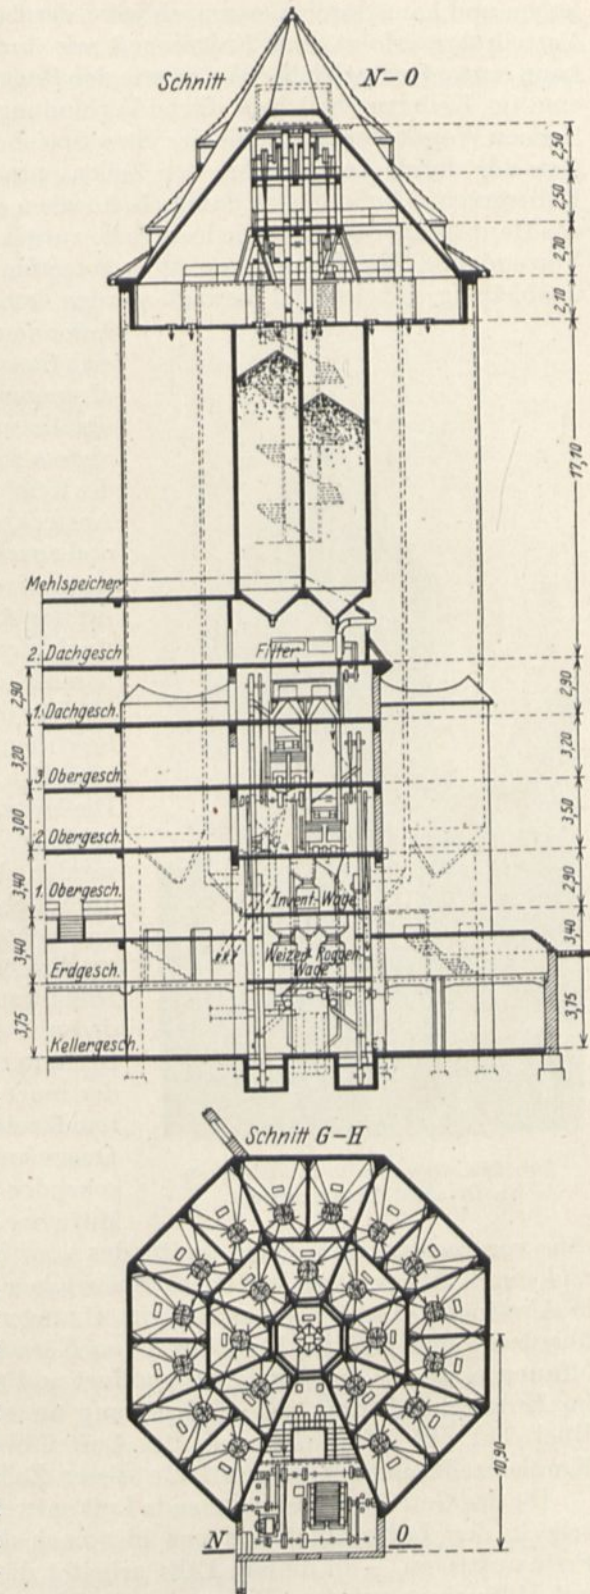 Schnitt N-O
2,50
2,50
2,70
2,10
17,10
Mehlspeicher
2. Dachgesch.
Filter
2,90
2,90
1. Dachgesch.
3,20
3,20
3. Obergesch.
3,00
3,50
2. Obergesch.
3,40
2,90
1. Obergesch.
Invent-Wage
3,40
3,40
Erdgesch.
Weizen Roggen
Wage
3,75
3,75
Kellergesch.
Schnitt G-H
10,90
N O